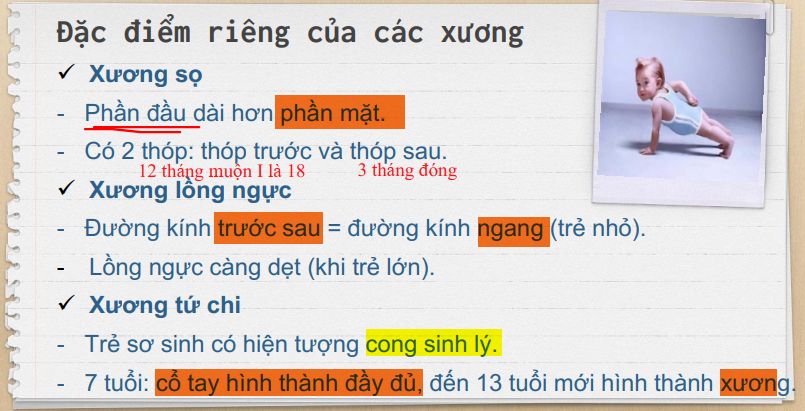 Đặc điểm riêng của các xương
✓ Xương sọ
- Phần đầu dài hơn phần mặt.
- Có 2 thóp: thóp trước và thóp sau.
12 tháng muộn I là 18 3 tháng đóng
✓ Xương lồng ngực
- Đường kính trước sau = đường kính ngang (trẻ nhỏ).
- Lồng ngực càng dẹt (khi trẻ lớn).
✓ Xương tứ chi
- Trẻ sơ sinh có hiện tượng cong sinh lý.
- 7 tuổi: cổ tay hình thành đầy đủ, đến 13 tuổi mới hình thành xương.